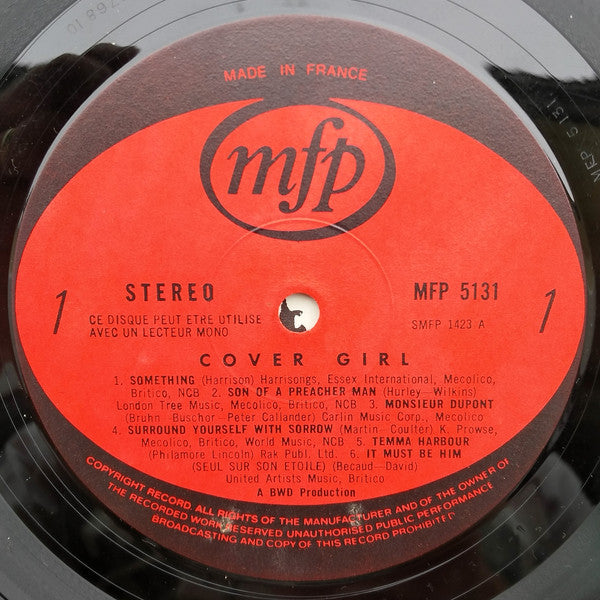 MADE IN FRANCE
mfp
1 STEREO MFP 5131 1
CE DISQUE PEUT ETRE UTILISE
AVEC UN LECTEUR MONO
SMFP 1423 A
COVER GIRL
1. SOMETHING (Harrison) Harrisongs, Essex International, Mecolico,
Britico, NCB 2. SON OF A PREACHER MAN (Hurley-Wilkins)
London Tree Music, Mecolico, Britico, NCB 3. MONSIEUR DUPONT
(Bruhn-Buschor-Peter Callander) Carlin Music Corp., Mecolico
4. SURROUND YOURSELF WITH SORROW (Martin-Coulter) K. Prowse,
Mecolico, Britico, World Music, NCB 5. TEMMA HARBOUR
(Philamore Lincoln) Rak Publ. Ltd. 6. IT MUST BE HIM
(SEUL SUR SON ETOILE) (Becaud-David)
United Artists Music, Britico
A BWD Production
COPYRIGHT RECORD. ALL RIGHTS OF THE MANUFACTURER AND OF THE OWNER OF
THE RECORDED WORK RESERVED UNAUTHORISED PUBLIC PERFORMANCE
BROADCASTING AND COPY OF THIS RECORD PROHIBITED
MFP 5131